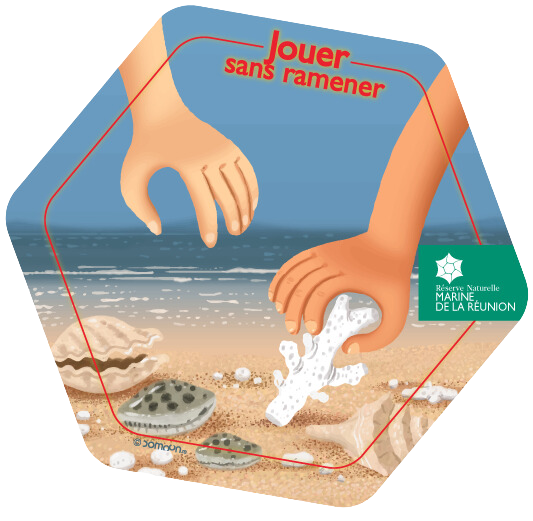 Jouer
sans ramener
Réserve Naturelle
MARINE
DE LA RÉUNION